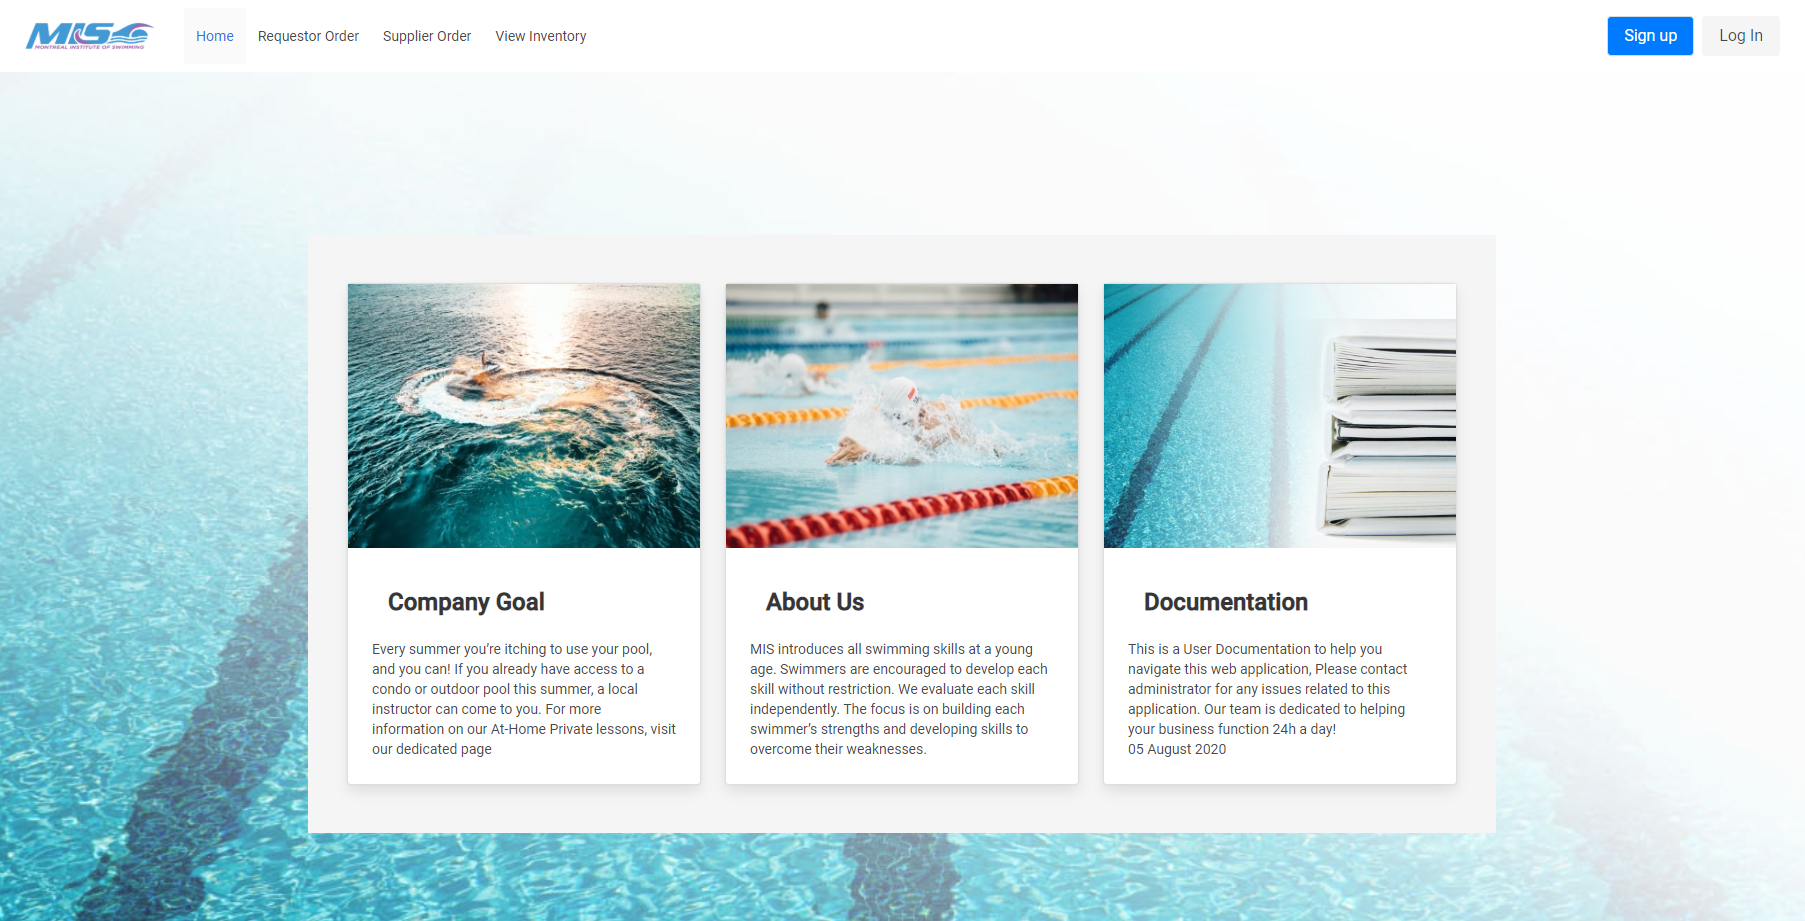 MIS
MONTREAL INSTITUTE OF SWIMMING
Home
Requestor Order
Supplier Order
View Inventory
Sign up
Log In
Company Goal
Every summer you’re itching to use your pool,
and you can! If you already have access to a
condo or outdoor pool this summer, a local
instructor can come to you. For more
information on our At-Home Private lessons, visit
our dedicated page
About Us
MIS introduces all swimming skills at a young
age. Swimmers are encouraged to develop each
skill without restriction. We evaluate each skill
independently. The focus is on building each
swimmer’s strengths and developing skills to
overcome their weaknesses.
Documentation
This is a User Documentation to help you
navigate this web application, Please contact
administrator for any issues related to this
application. Our team is dedicated to helping
your business function 24h a day!
05 August 2020